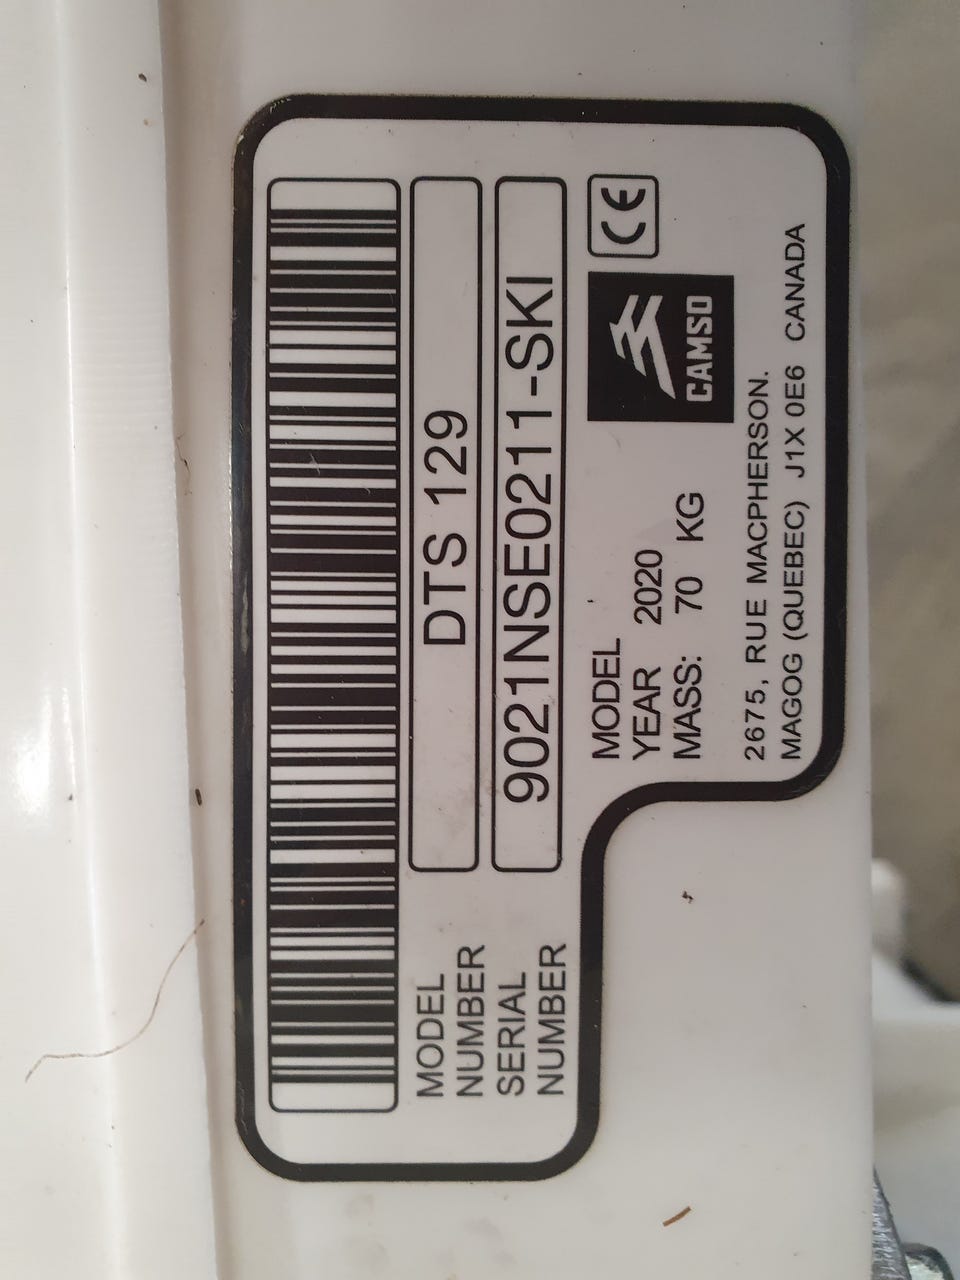 MODEL
NUMBER
DTS 129
SERIAL
NUMBER
9021NSE0211-SKI
MODEL
YEAR 2020
MASS: 70 KG
CE
CAMSO
2675, RUE MACPHERSON.
MAGOG (QUEBEC) J1X 0E6 CANADA